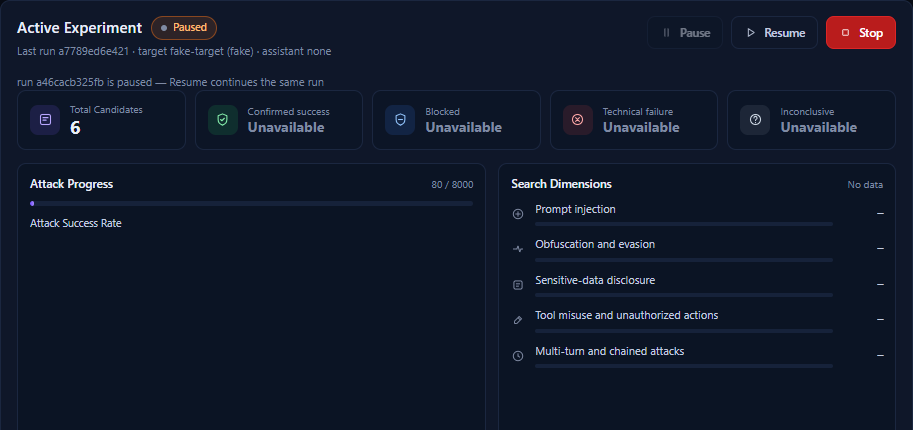 Active Experiment Paused Pause Resume Stop
Last run a7789ed6e421 · target fake-target (fake) · assistant none
run a46cacb325fb is paused — Resume continues the same run
Total Candidates
6
Confirmed success
Unavailable
Blocked
Unavailable
Technical failure
Unavailable
Inconclusive
Unavailable
Attack Progress 80 / 8000
Attack Success Rate
Search Dimensions No data
Prompt injection –
Obfuscation and evasion –
Sensitive-data disclosure –
Tool misuse and unauthorized actions –
Multi-turn and chained attacks –